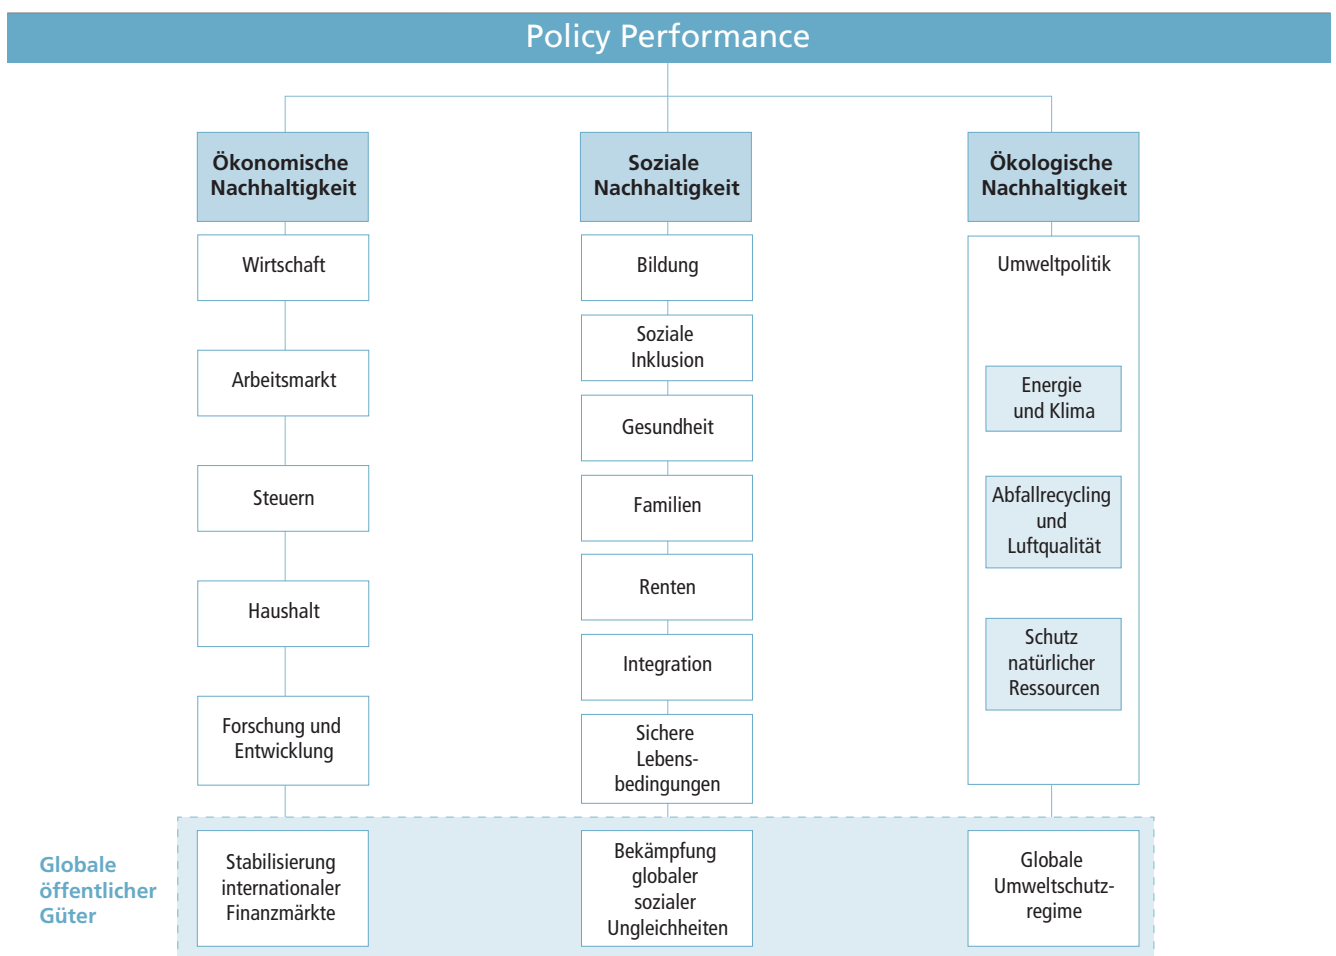 Policy Performance
Ökonomische
Nachhaltigkeit
Wirtschaft
Arbeitsmarkt
Steuern
Haushalt
Forschung und
Entwicklung
Soziale
Nachhaltigkeit
Bildung
Soziale
Inklusion
Gesundheit
Familien
Renten
Integration
Sichere
Lebens-
bedingungen
Ökologische
Nachhaltigkeit
Umweltpolitik
Energie
und Klima
Abfallrecycling
und
Luftqualität
Schutz
natürlicher
Ressourcen
Globale
öffentlicher
Güter
Stabilisierung
internationaler
Finanzmärkte
Bekämpfung
globaler
sozialer
Ungleichheiten
Globale
Umweltschutz-
regime